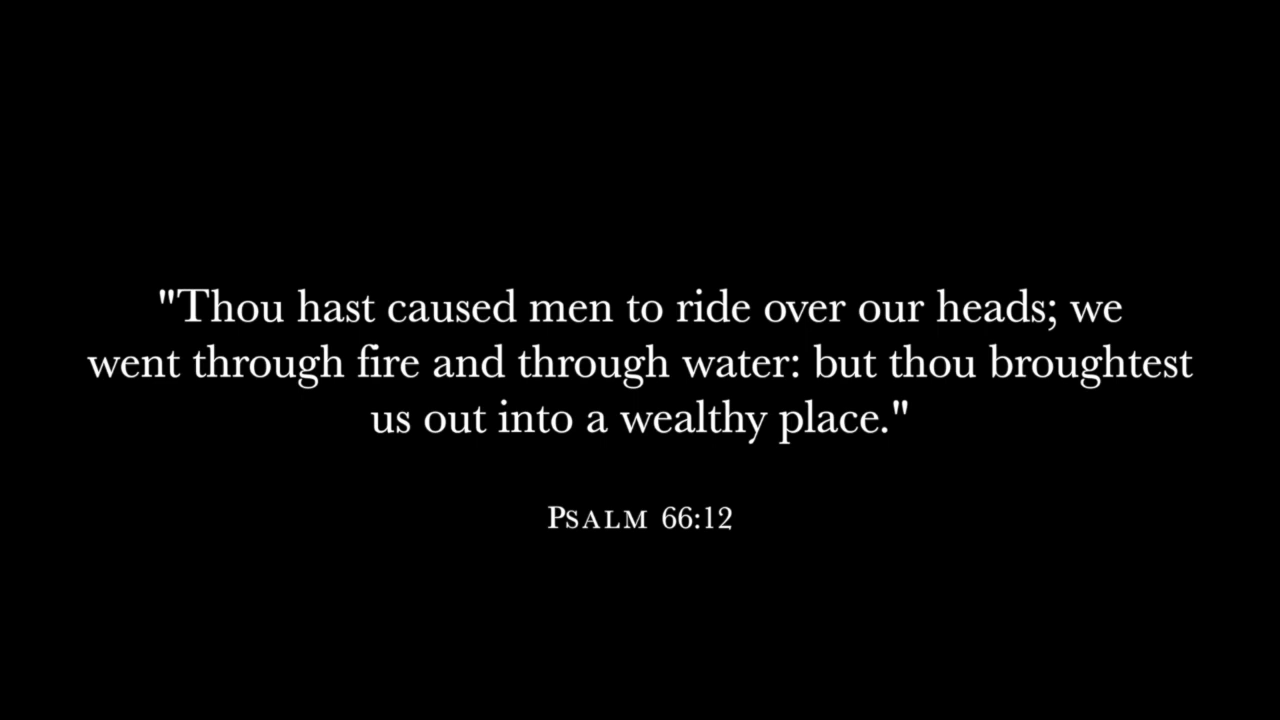 "Thou hast caused men to ride over our heads; we
went through fire and through water: but thou broughtest
us out into a wealthy place."
Psalm 66:12